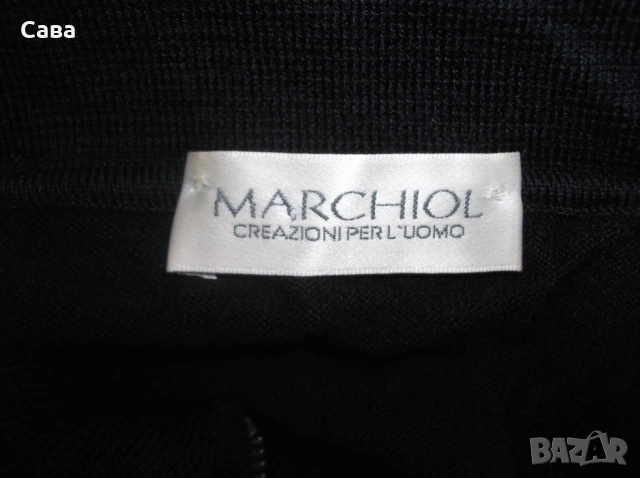 Сава
MARCHIOL
CREAZIONI PER L'UOMO
BAZAR